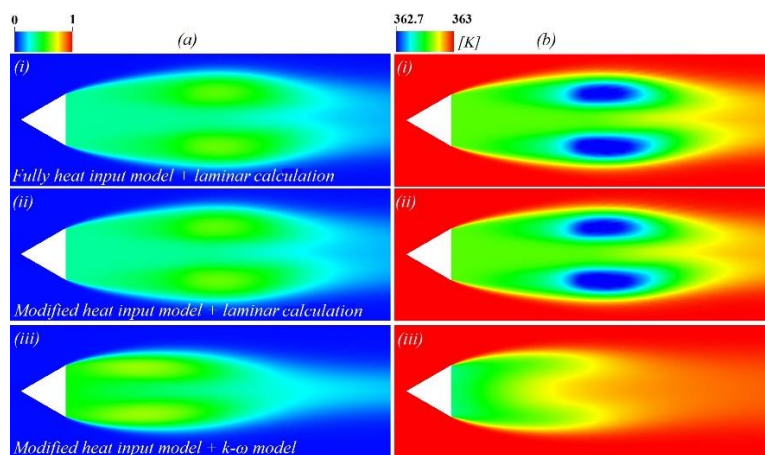 0 1 (a) 362.7 363 [K] (b)
(i) (i)
Fully heat input model + laminar calculation
(ii) (ii)
Modified heat input model + laminar calculation
(iii) (iii)
Modified heat input model + k-ω model